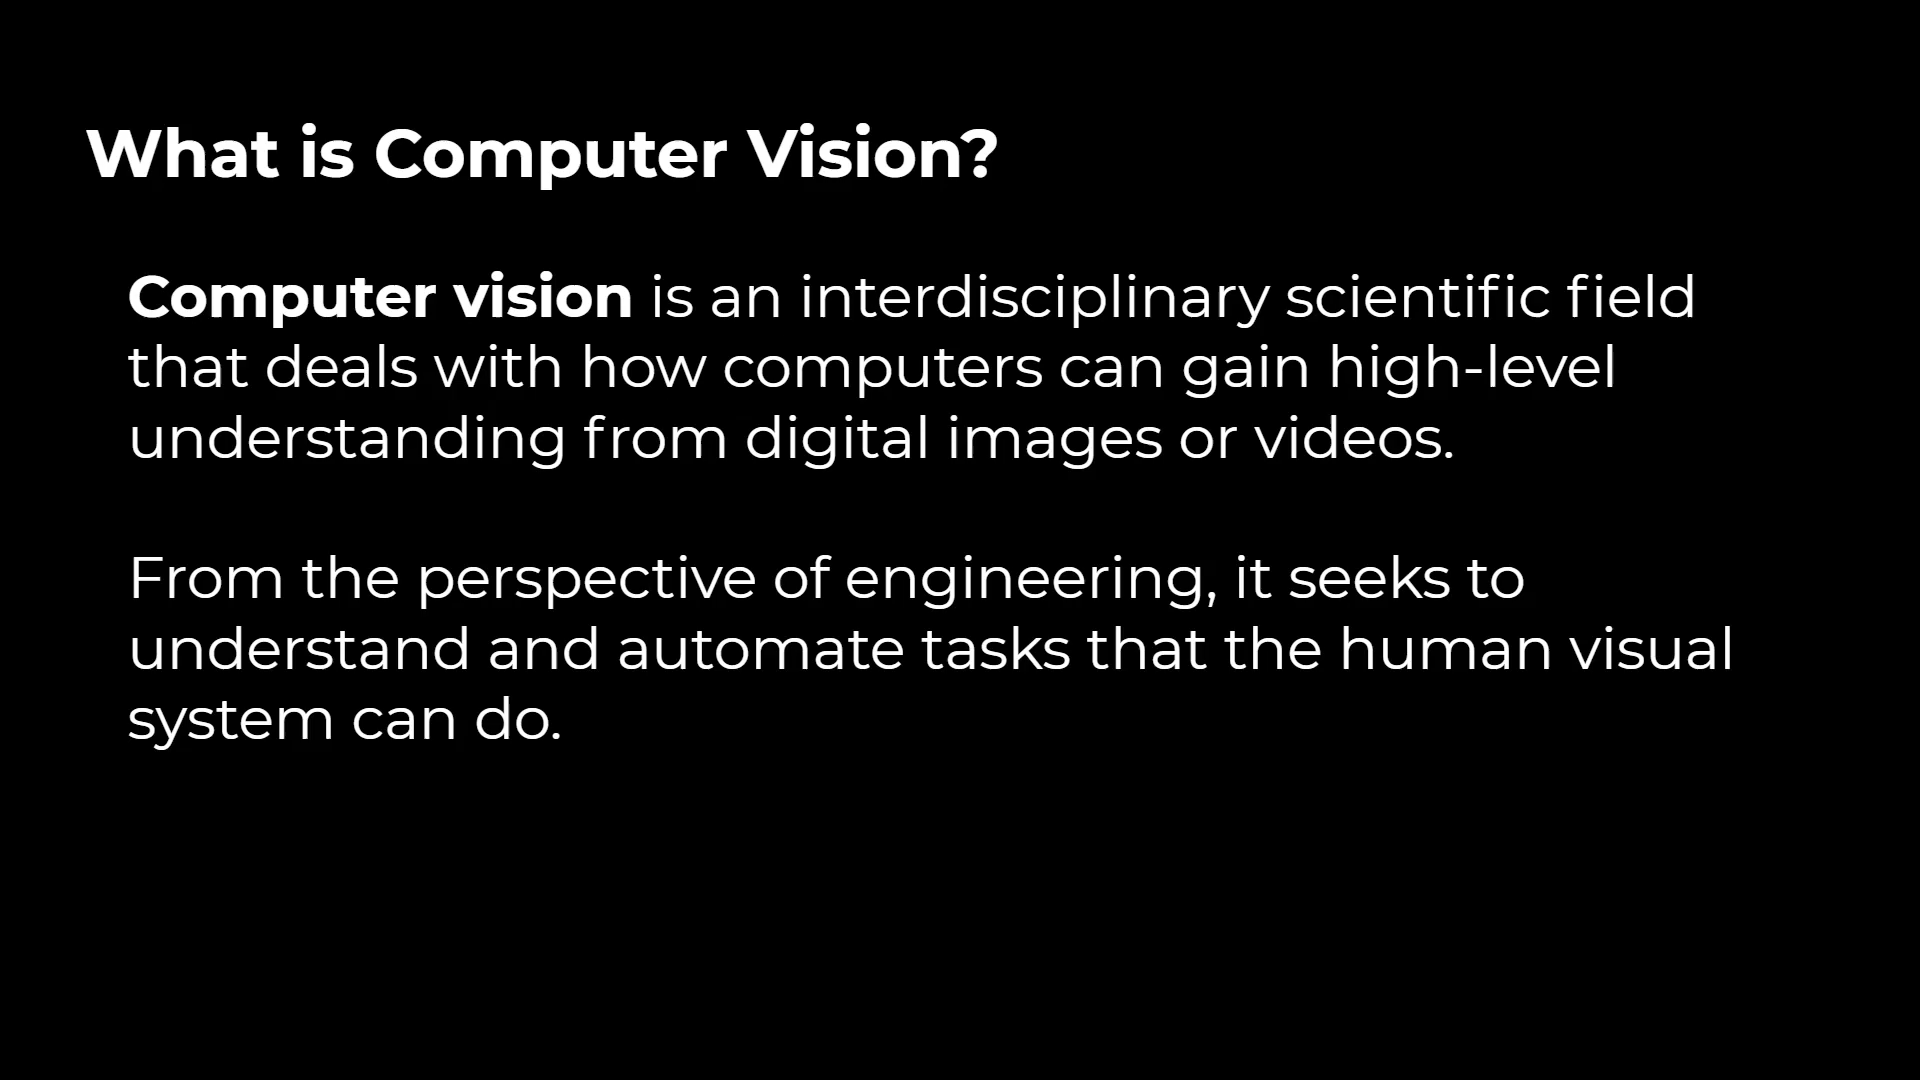 What is Computer Vision?
Computer vision is an interdisciplinary scientific field
that deals with how computers can gain high-level
understanding from digital images or videos.
From the perspective of engineering, it seeks to
understand and automate tasks that the human visual
system can do.